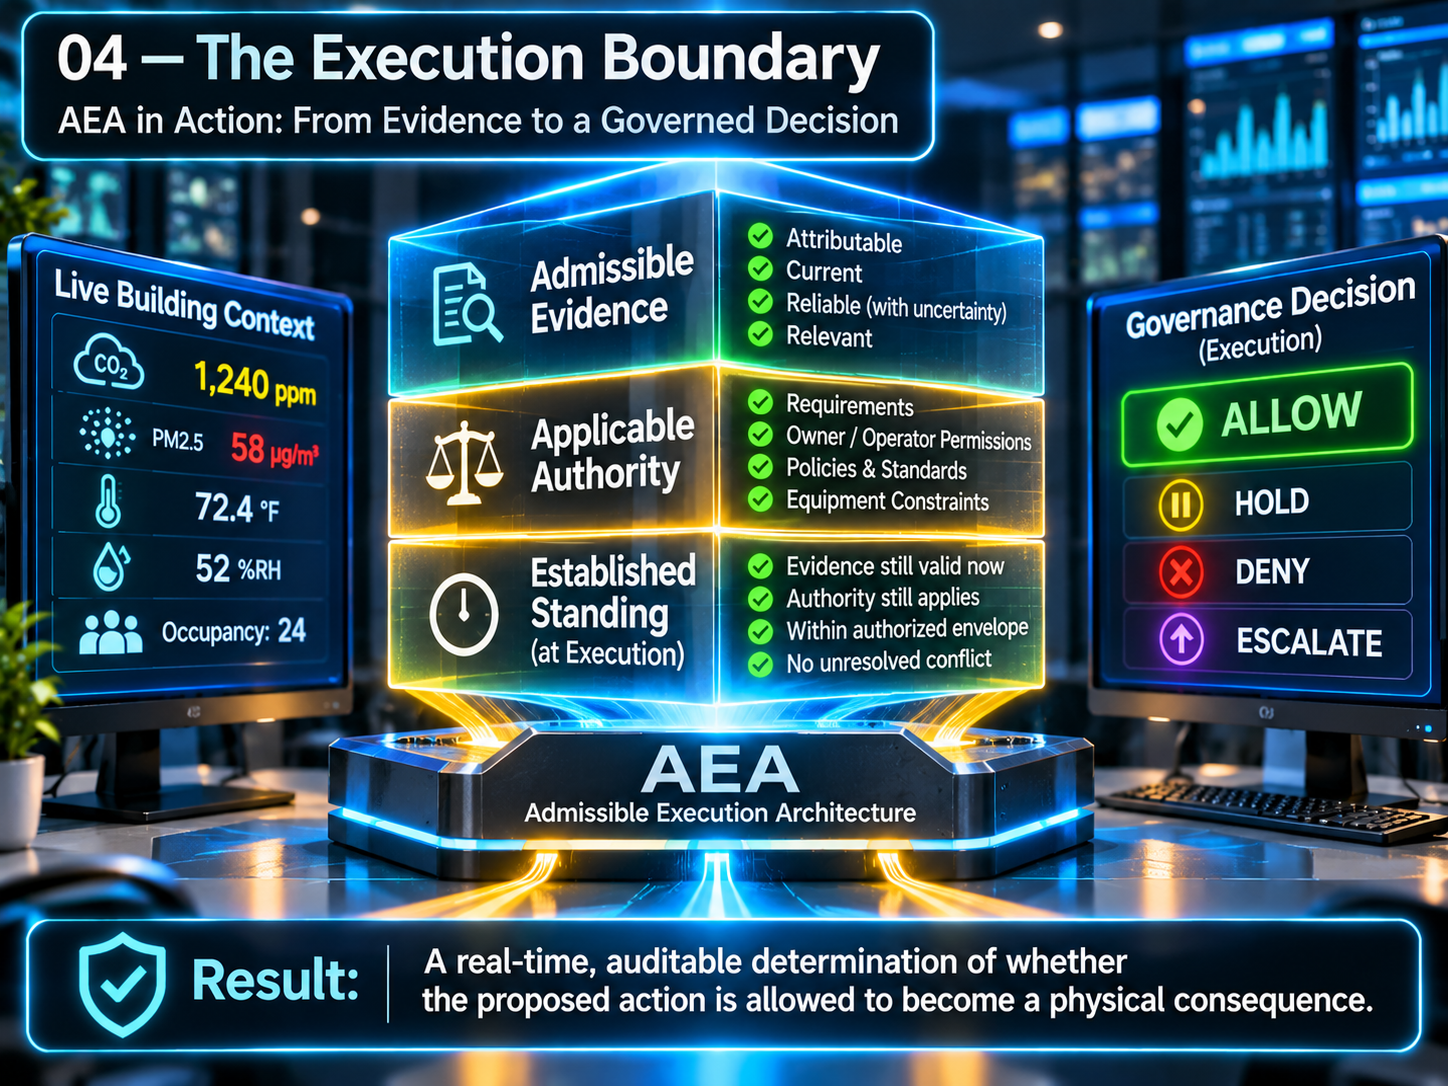 04 — The Execution Boundary
AEA in Action: From Evidence to a Governed Decision
Live Building Context
CO₂
1,240 ppm
PM2.5 58 µg/m³
72.4 °F
52 %RH
Occupancy: 24
Admissible
Evidence
Attributable
Current
Reliable (with uncertainty)
Relevant
Applicable
Authority
Requirements
Owner / Operator Permissions
Policies & Standards
Equipment Constraints
Established
Standing
(at Execution)
Evidence still valid now
Authority still applies
Within authorized envelope
No unresolved conflict
AEA
Admissible Execution Architecture
Governance Decision
(Execution)
ALLOW
HOLD
DENY
ESCALATE
Result:
A real-time, auditable determination of whether
the proposed action is allowed to become a physical consequence.